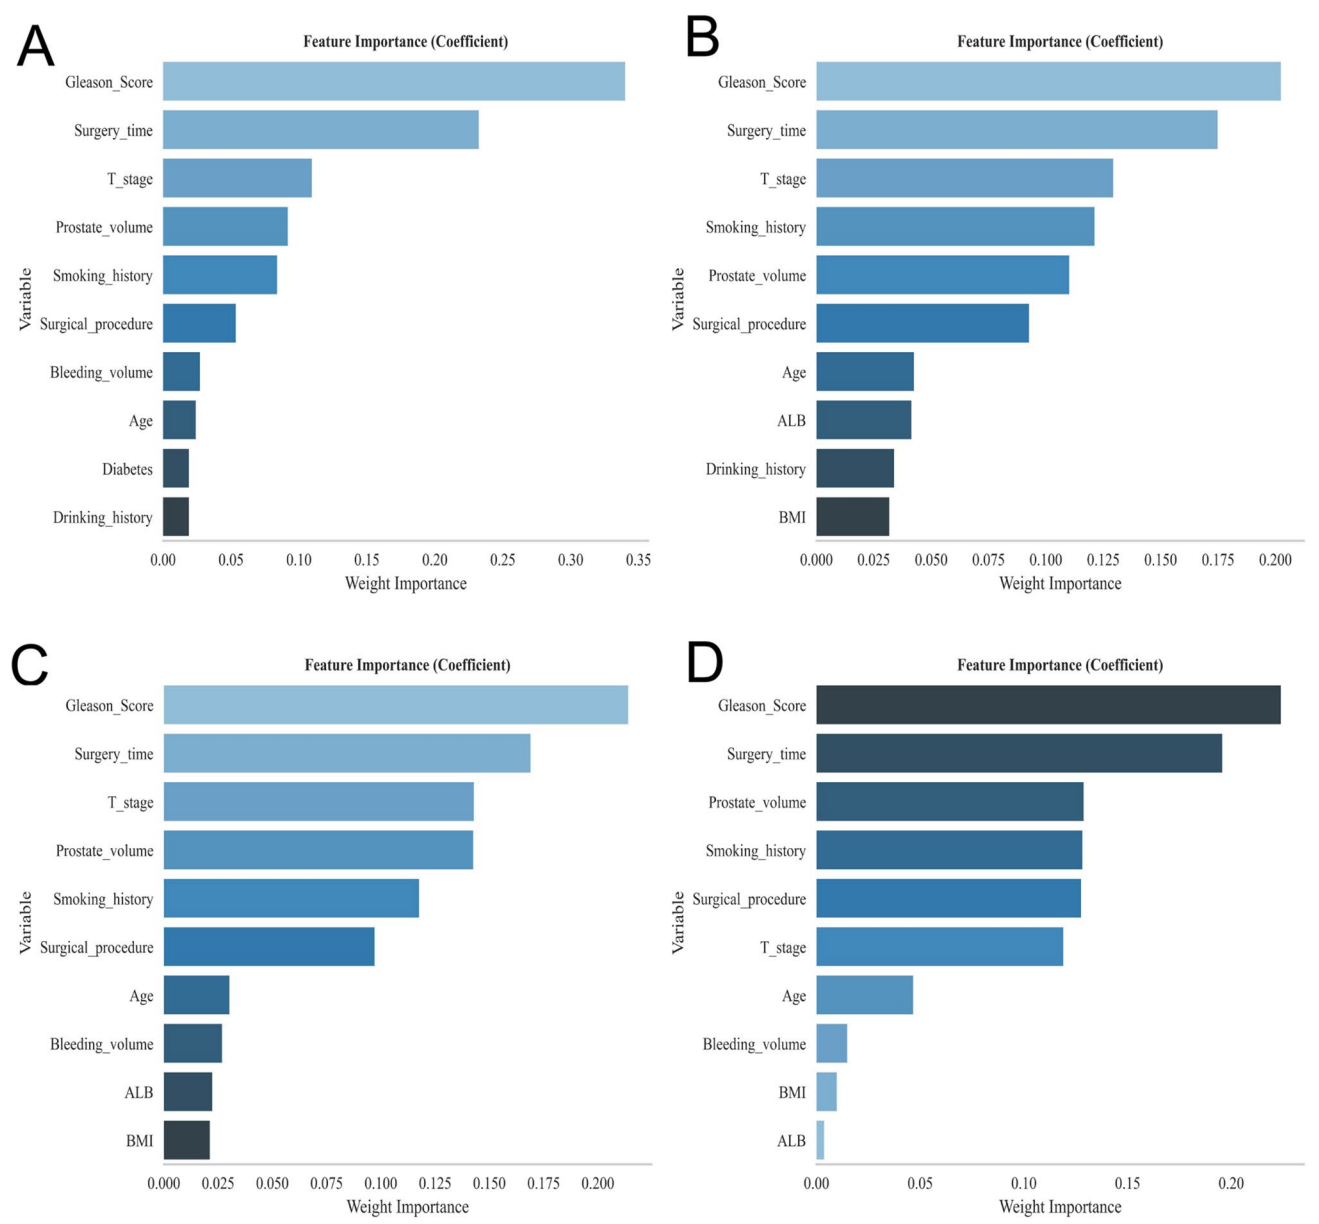 A
Feature Importance (Coefficient)
Gleason_Score
Surgery_time
T_stage
Prostate_volume
Smoking_history
Surgical_procedure
Bleeding_volume
Age
Diabetes
Drinking_history
Variable
0.00 0.05 0.10 0.15 0.20 0.25 0.30 0.35
Weight Importance
B
Feature Importance (Coefficient)
Gleason_Score
Surgery_time
T_stage
Smoking_history
Prostate_volume
Surgical_procedure
Age
ALB
Drinking_history
BMI
Variable
0.000 0.025 0.050 0.075 0.100 0.125 0.150 0.175 0.200
Weight Importance
C
Feature Importance (Coefficient)
Gleason_Score
Surgery_time
T_stage
Prostate_volume
Smoking_history
Surgical_procedure
Age
Bleeding_volume
ALB
BMI
Variable
0.000 0.025 0.050 0.075 0.100 0.125 0.150 0.175 0.200
Weight Importance
D
Feature Importance (Coefficient)
Gleason_Score
Surgery_time
Prostate_volume
Smoking_history
Surgical_procedure
T_stage
Age
Bleeding_volume
BMI
ALB
Variable
0.00 0.05 0.10 0.15 0.20
Weight Importance